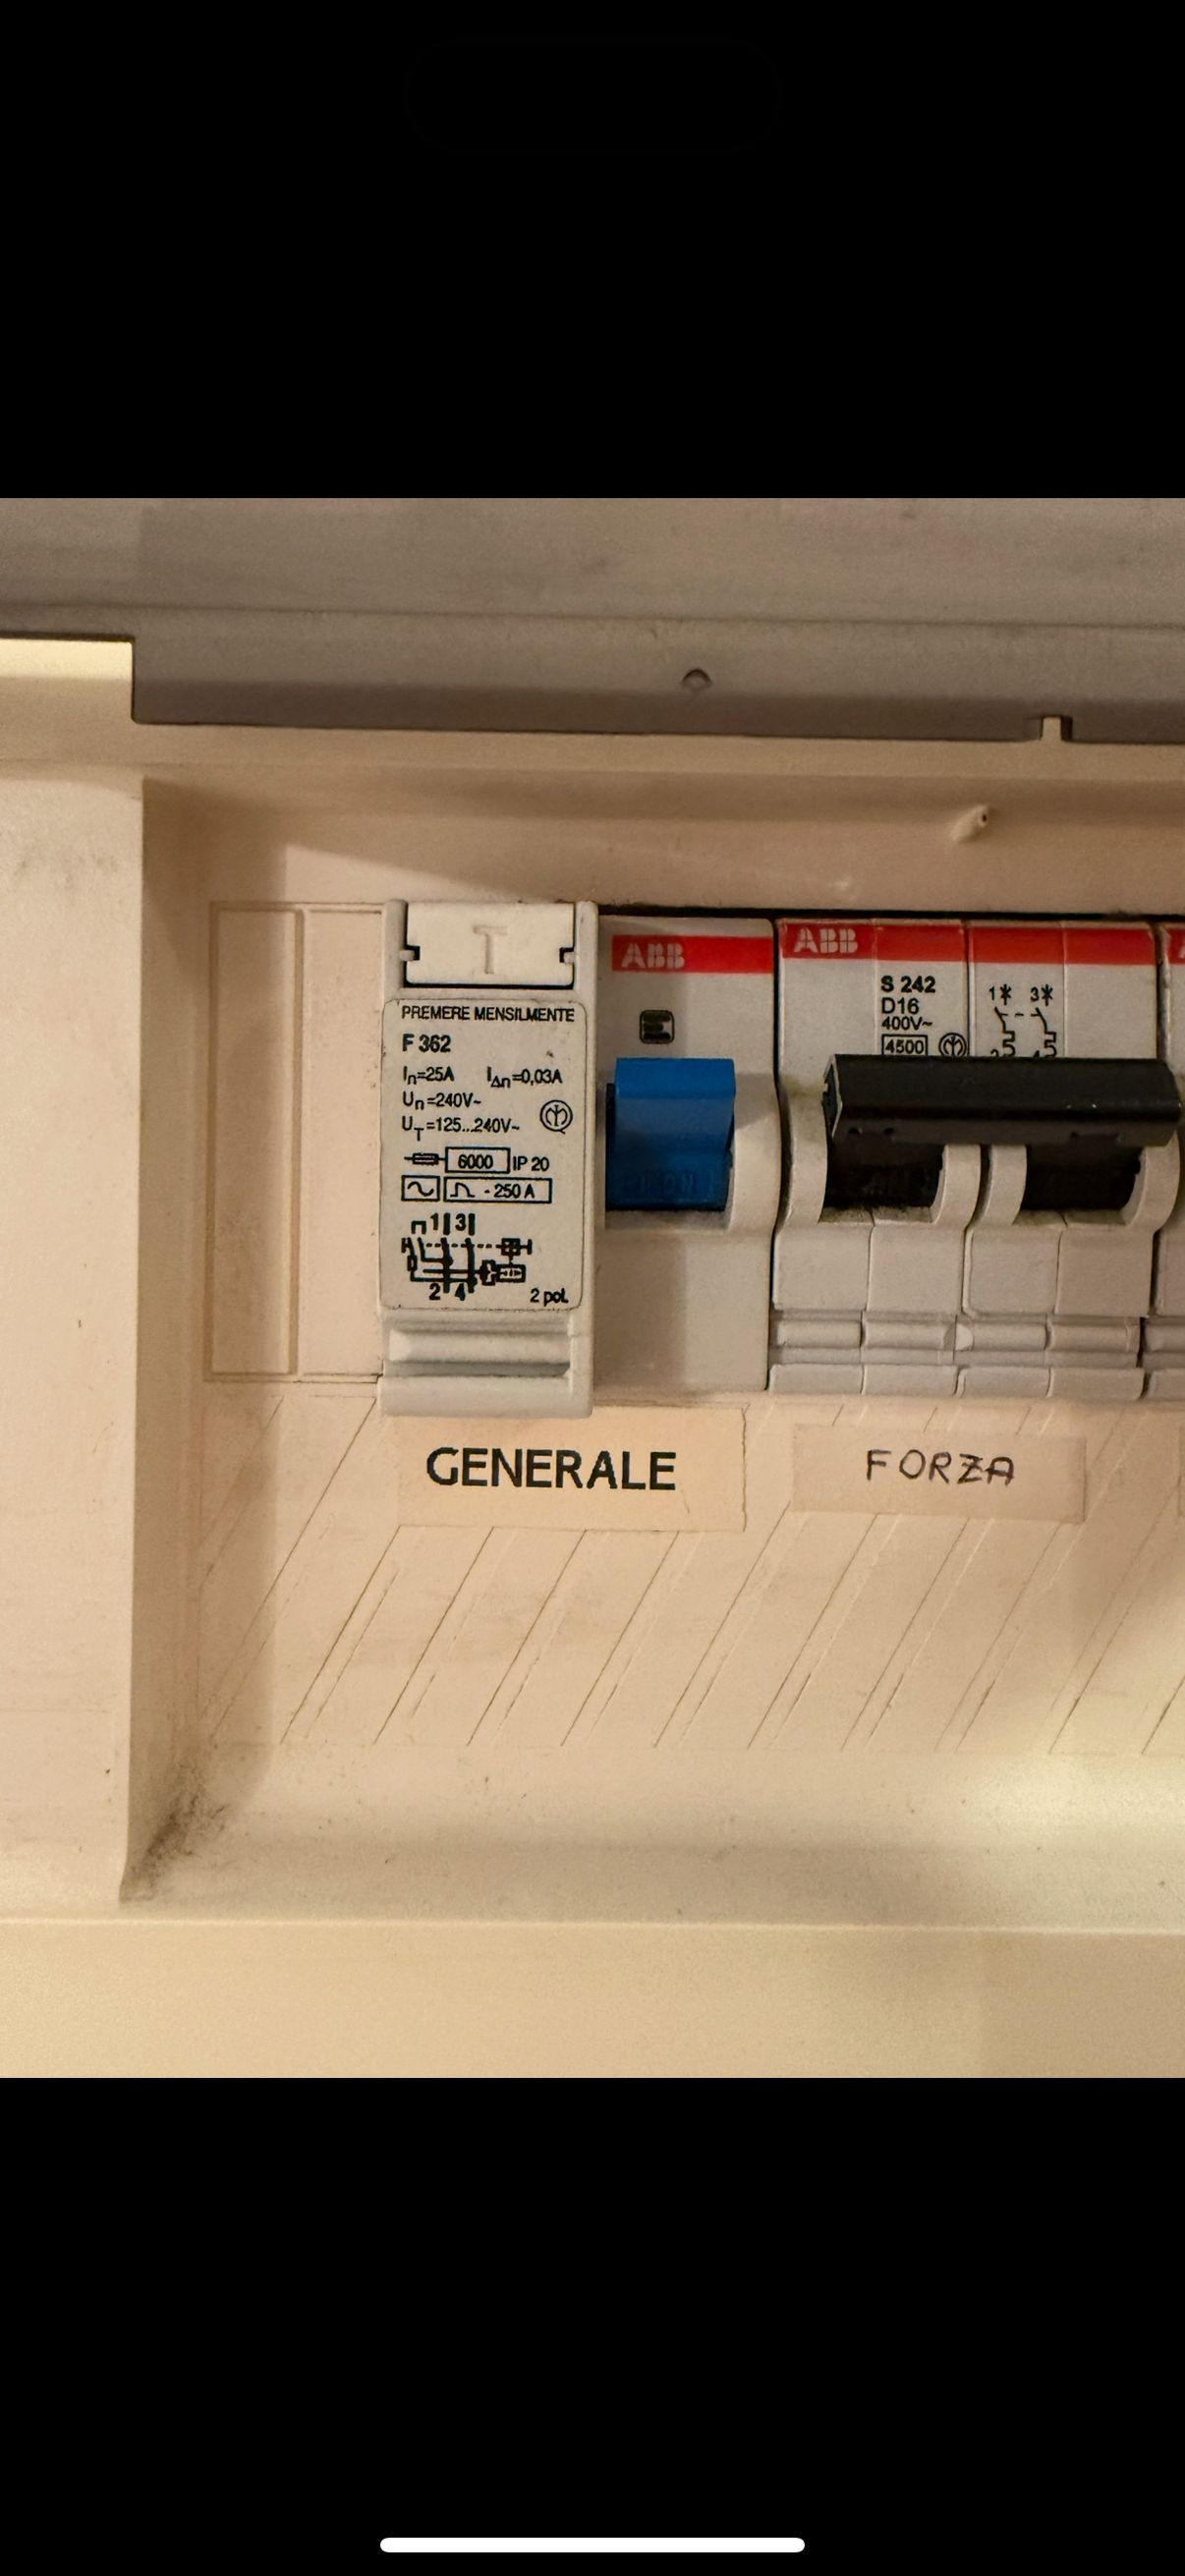 T
PREMERE MENSILMENTE
F 362
In=25A IΔn=0,03A
Un=240V~
UT=125...240V~
6000 IP 20
-250 A
1 3
2 4
2 pol.
ABB
ABB
S 242
D16
400V~
4500
1 3
GENERALE
FORZA